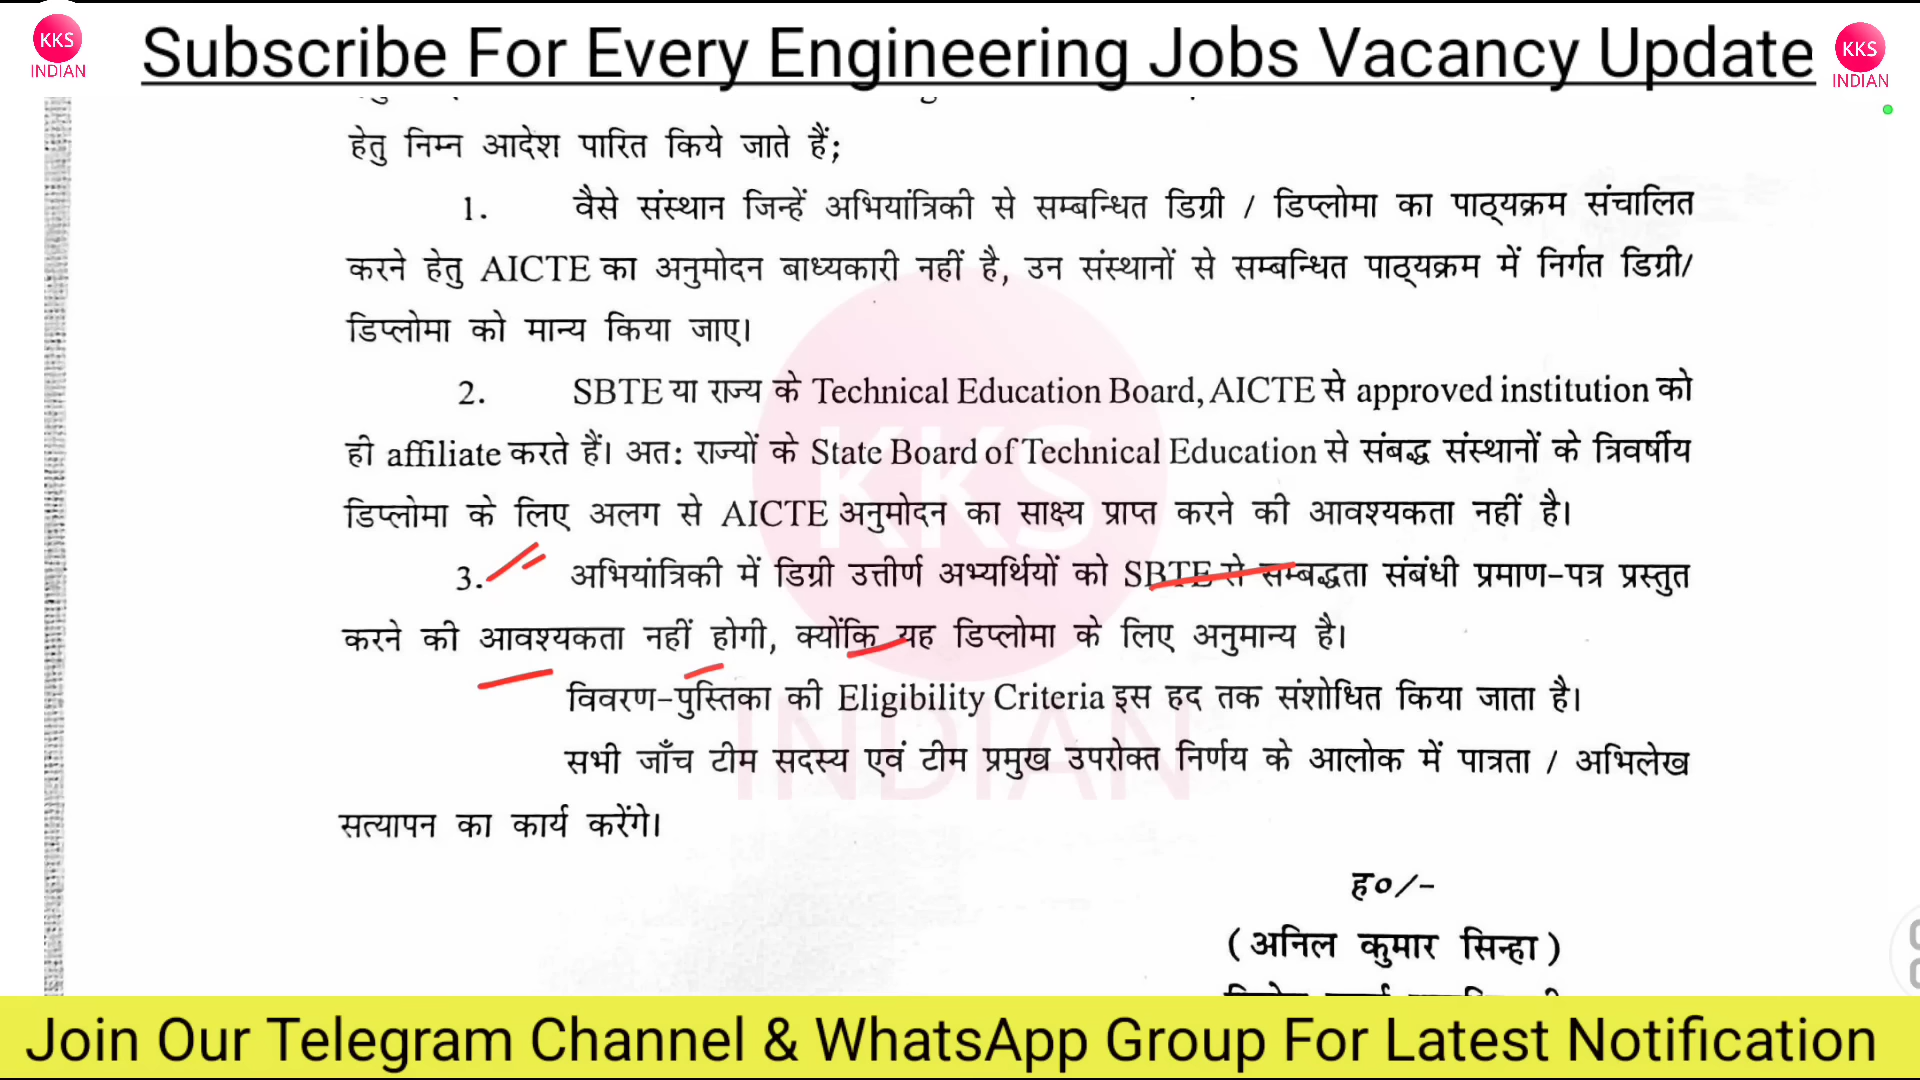 KKS
INDIAN
Subscribe For Every Engineering Jobs Vacancy Update
KKS
INDIAN
हेतु निम्न आदेश पारित किये जाते हैं;
1. वैसे संस्थान जिन्हें अभियांत्रिकी से सम्बन्धित डिग्री / डिप्लोमा का पाठ्यक्रम संचालित
करने हेतु AICTE का अनुमोदन बाध्यकारी नहीं है, उन संस्थानों से सम्बन्धित पाठ्यक्रम में निर्गत डिग्री/
डिप्लोमा को मान्य किया जाए।
2. SBTE या राज्य के Technical Education Board, AICTE से approved institution को
ही affiliate करते हैं। अतः राज्यों के State Board of Technical Education से संबद्ध संस्थानों के त्रिवर्षीय
डिप्लोमा के लिए अलग से AICTE अनुमोदन का साक्ष्य प्राप्त करने की आवश्यकता नहीं है।
3. अभियांत्रिकी में डिग्री उत्तीर्ण अभ्यर्थियों को SBTE से सम्बद्धता संबंधी प्रमाण-पत्र प्रस्तुत
करने की आवश्यकता नहीं होगी, क्योंकि यह डिप्लोमा के लिए अनुमान्य है।
विवरण-पुस्तिका की Eligibility Criteria इस हद तक संशोधित किया जाता है।
सभी जाँच टीम सदस्य एवं टीम प्रमुख उपरोक्त निर्णय के आलोक में पात्रता / अभिलेख
सत्यापन का कार्य करेंगे।
KKS
INDIAN
ह०/-
(अनिल कुमार सिन्हा)
Join Our Telegram Channel & WhatsApp Group For Latest Notification